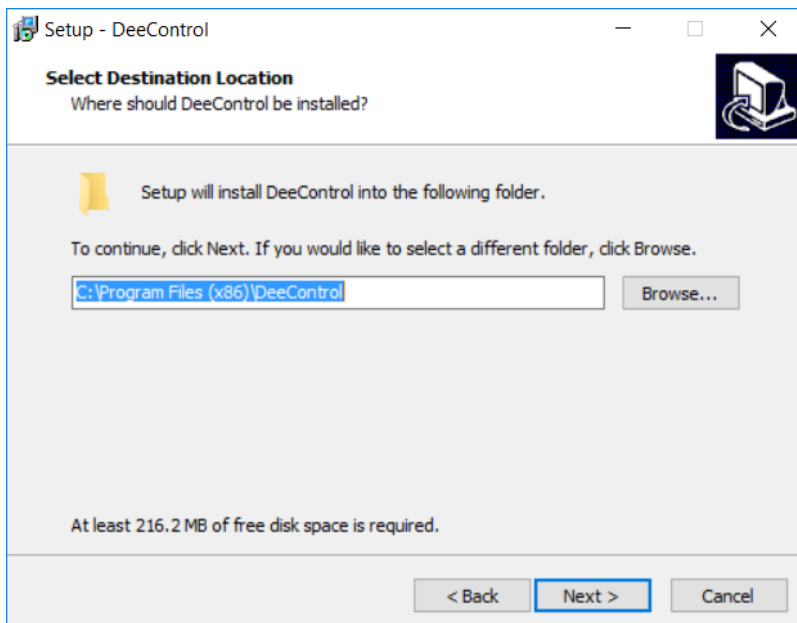 Setup - DeeControl
Select Destination Location
Where should DeeControl be installed?
Setup will install DeeControl into the following folder.
To continue, click Next. If you would like to select a different folder, click Browse.
C:\Program Files (x86)\DeeControl
Browse...
At least 216.2 MB of free disk space is required.
< Back
Next >
Cancel